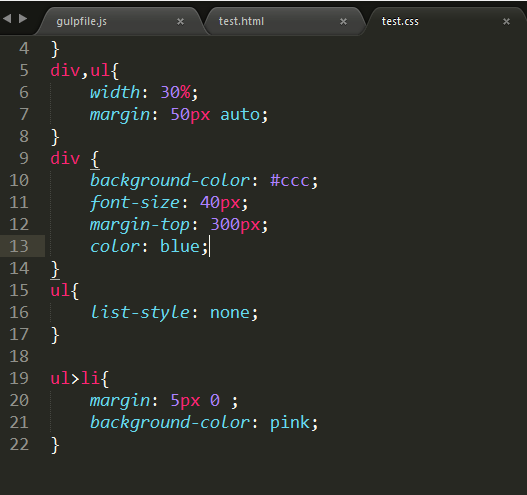 gulpfile.js × test.html × test.css ×
4 }
5 div,ul{
6     width: 30%;
7     margin: 50px auto;
8 }
9 div {
10     background-color: #ccc;
11     font-size: 40px;
12     margin-top: 300px;
13     color: blue;
14 }
15 ul{
16     list-style: none;
17 }
18
19 ul>li{
20     margin: 5px 0 ;
21     background-color: pink;
22 }